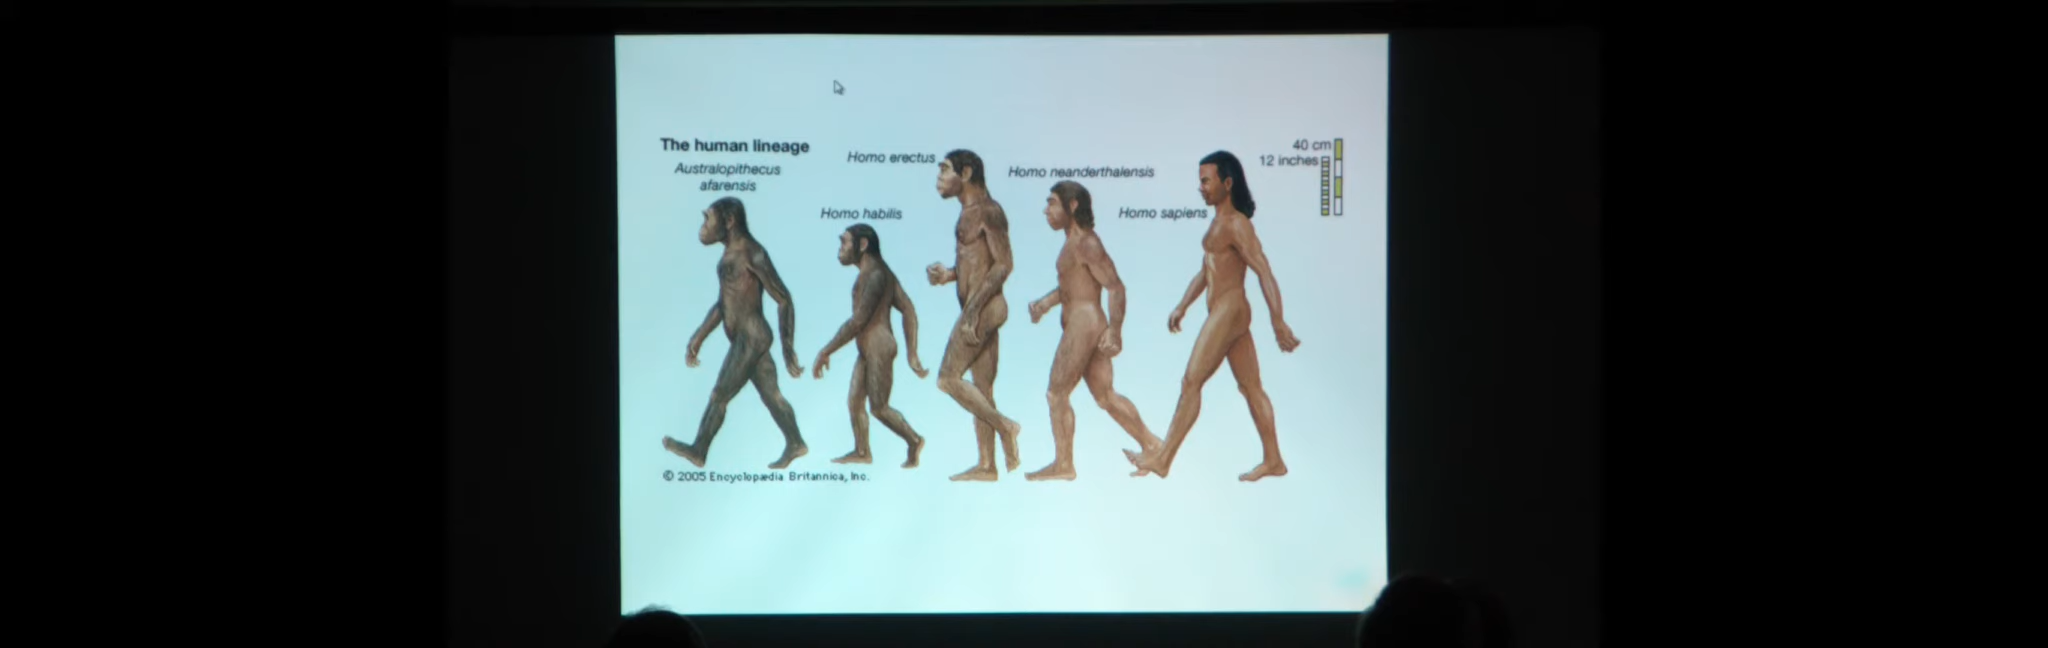 The human lineage
Australopithecus
afarensis
Homo habilis
Homo erectus
Homo neanderthalensis
Homo sapiens
40 cm
12 inches
© 2005 Encyclopædia Britannica, Inc.